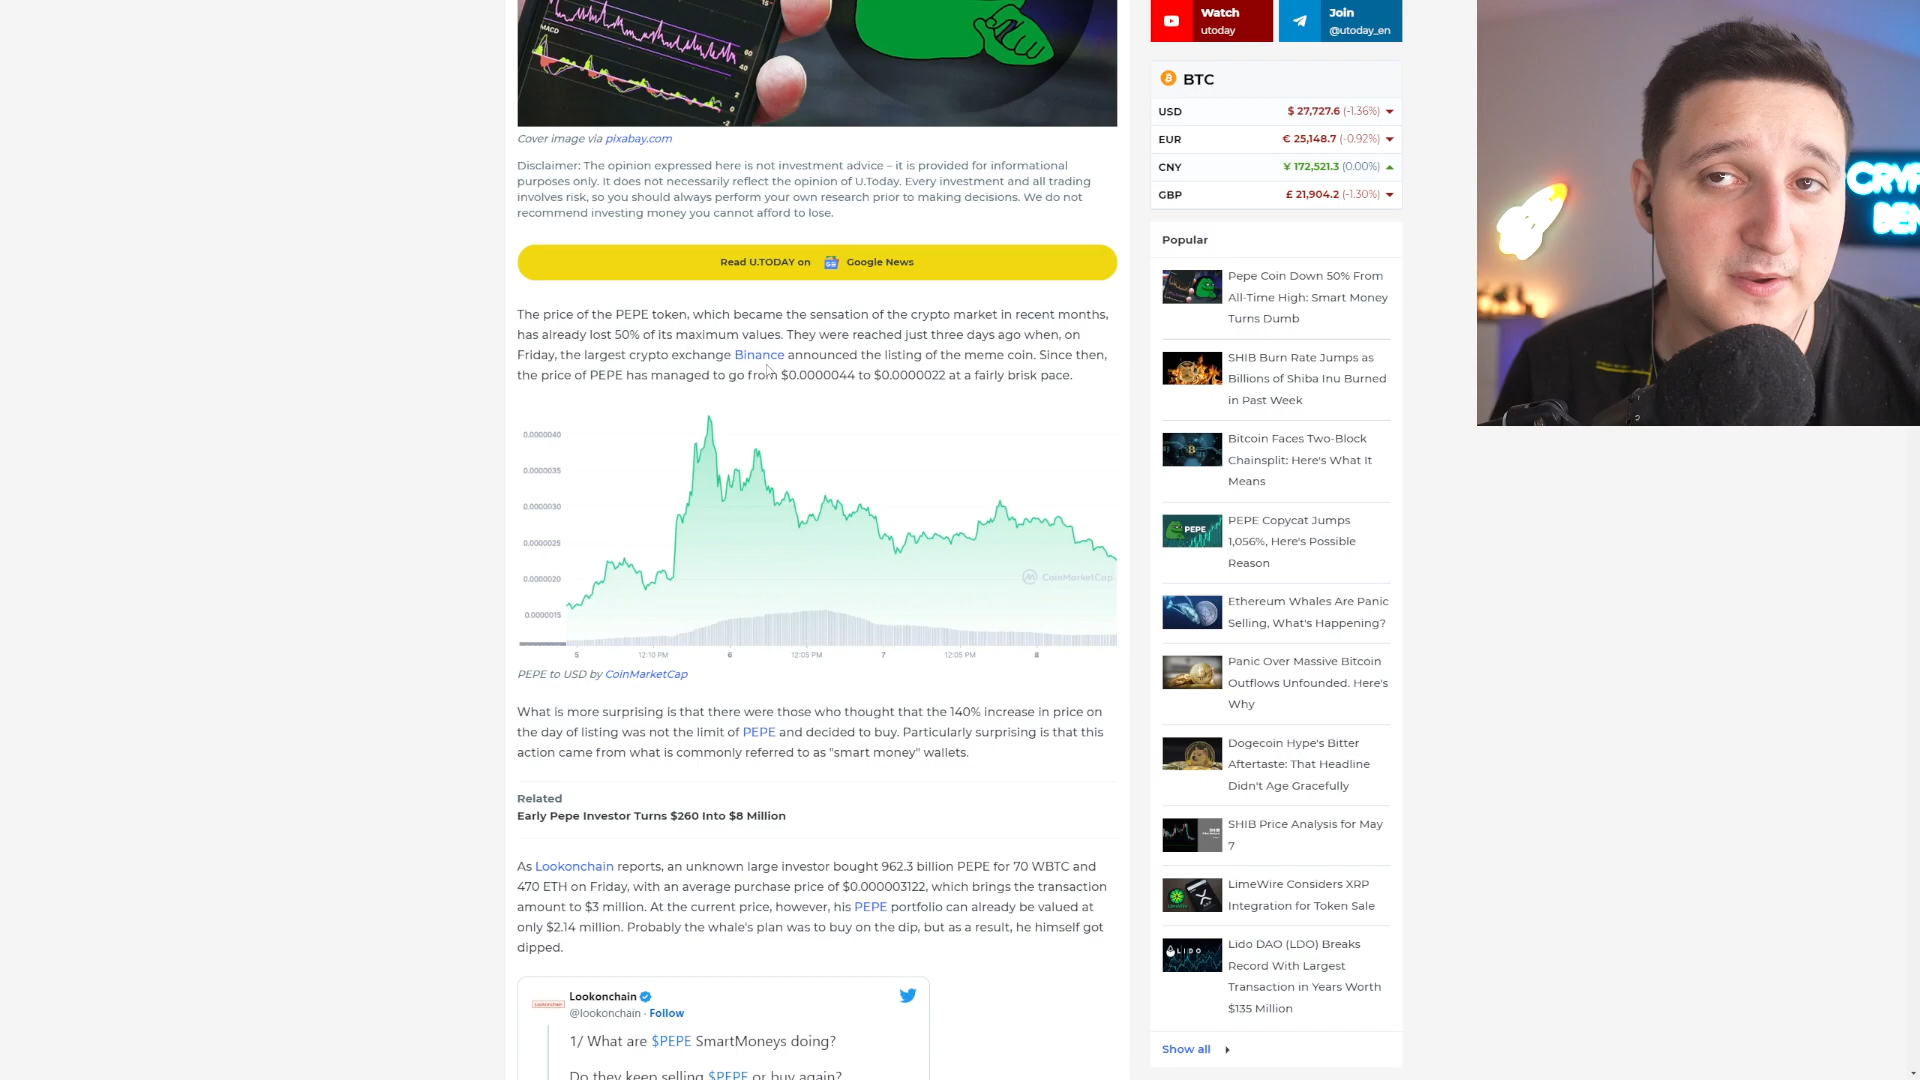 MACD
15
60
40
2
0
-2
Cover image via pixabay.com
Disclaimer: The opinion expressed here is not investment advice – it is provided for informational
purposes only. It does not necessarily reflect the opinion of U.Today. Every investment and all trading
involves risk, so you should always perform your own research prior to making decisions. We do not
recommend investing money you cannot afford to lose.
Read U.TODAY on Google News
The price of the PEPE token, which became the sensation of the crypto market in recent months,
has already lost 50% of its maximum values. They were reached just three days ago when, on
Friday, the largest crypto exchange Binance announced the listing of the meme coin. Since then,
the price of PEPE has managed to go from $0.0000044 to $0.0000022 at a fairly brisk pace.
0.0000040
0.0000035
0.0000030
0.0000025
0.0000020
0.0000015
CoinMarketCap
5 12:10 PM 6 12:05 PM 7 12:05 PM 8
PEPE to USD by CoinMarketCap
What is more surprising is that there were those who thought that the 140% increase in price on
the day of listing was not the limit of PEPE and decided to buy. Particularly surprising is that this
action came from what is commonly referred to as "smart money" wallets.
Related
Early Pepe Investor Turns $260 Into $8 Million
As Lookonchain reports, an unknown large investor bought 962.3 billion PEPE for 70 WBTC and
470 ETH on Friday, with an average purchase price of $0.000003122, which brings the transaction
amount to $3 million. At the current price, however, his PEPE portfolio can already be valued at
only $2.14 million. Probably the whale's plan was to buy on the dip, but as a result, he himself got
dipped.
Lookonchain
@lookonchain · Follow
1/ What are $PEPE SmartMoneys doing?
Do they keep selling $PEPE or buy again?
Watch
utoday
Join
@utoday_en
BTC
USD $ 27,727.6 (-1.36%)
EUR € 25,148.7 (-0.92%)
CNY ¥ 172,521.3 (0.00%)
GBP £ 21,904.2 (-1.30%)
Popular
Pepe Coin Down 50% From
All-Time High: Smart Money
Turns Dumb
SHIB Burn Rate Jumps as
Billions of Shiba Inu Burned
in Past Week
Bitcoin Faces Two-Block
Chainsplit: Here's What It
Means
PEPE
PEPE Copycat Jumps
1,056%, Here's Possible
Reason
Ethereum Whales Are Panic
Selling, What's Happening?
Panic Over Massive Bitcoin
Outflows Unfounded. Here's
Why
Dogecoin Hype's Bitter
Aftertaste: That Headline
Didn't Age Gracefully
SHIB Price Analysis for May
7
LimeWire Considers XRP
Integration for Token Sale
LIDO
Lido DAO (LDO) Breaks
Record With Largest
Transaction in Years Worth
$135 Million
Show all
CRYP
BEN